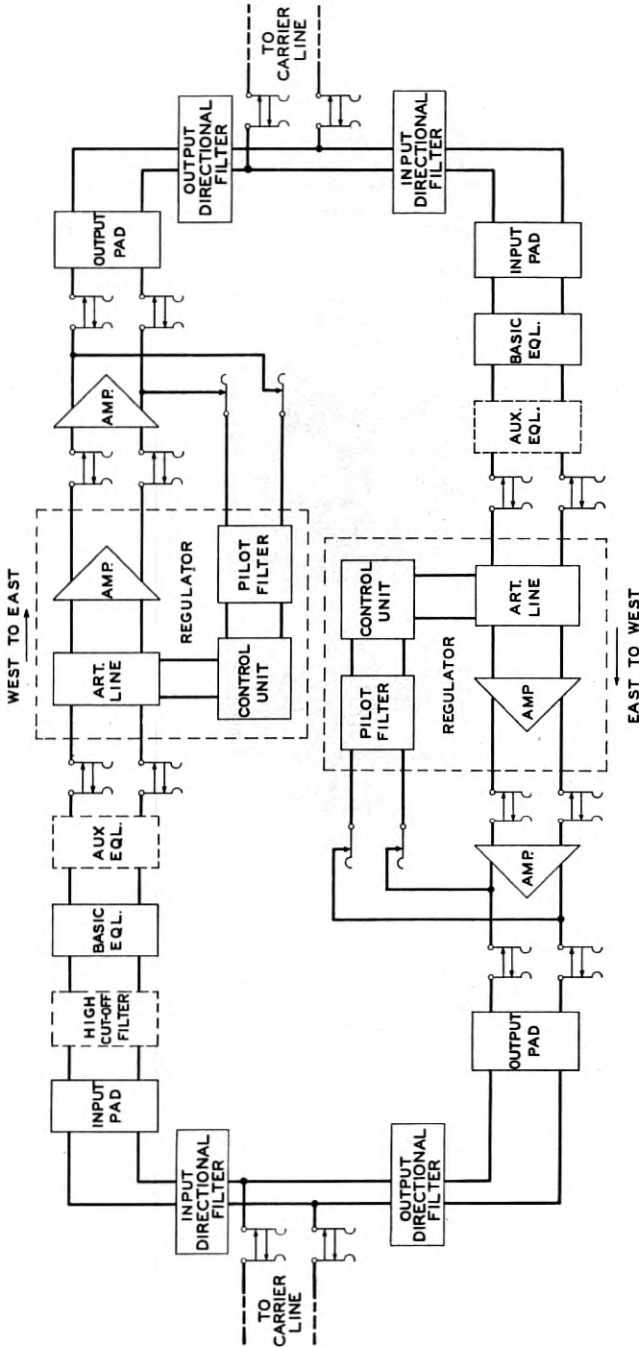 WEST TO EAST
TO
CARRIER
LINE
INPUT
DIRECTIONAL
FILTER
INPUT
PAD
HIGH
CUT-OFF
FILTER
BASIC
EQL.
AUX
EQL.
ART.
LINE
AMP.
REGULATOR
CONTROL
UNIT
PILOT
FILTER
AMP.
OUTPUT
PAD
OUTPUT
DIRECTIONAL
FILTER
TO
CARRIER
LINE
INPUT
DIRECTIONAL
FILTER
INPUT
PAD
BASIC
EQL.
AUX. EQL.
ART.
LINE
CONTROL
UNIT
PILOT
FILTER
REGULATOR
AMP
AMP.
OUTPUT
PAD
OUTPUT
DIRECTIONAL
FILTER
EAST TO WEST